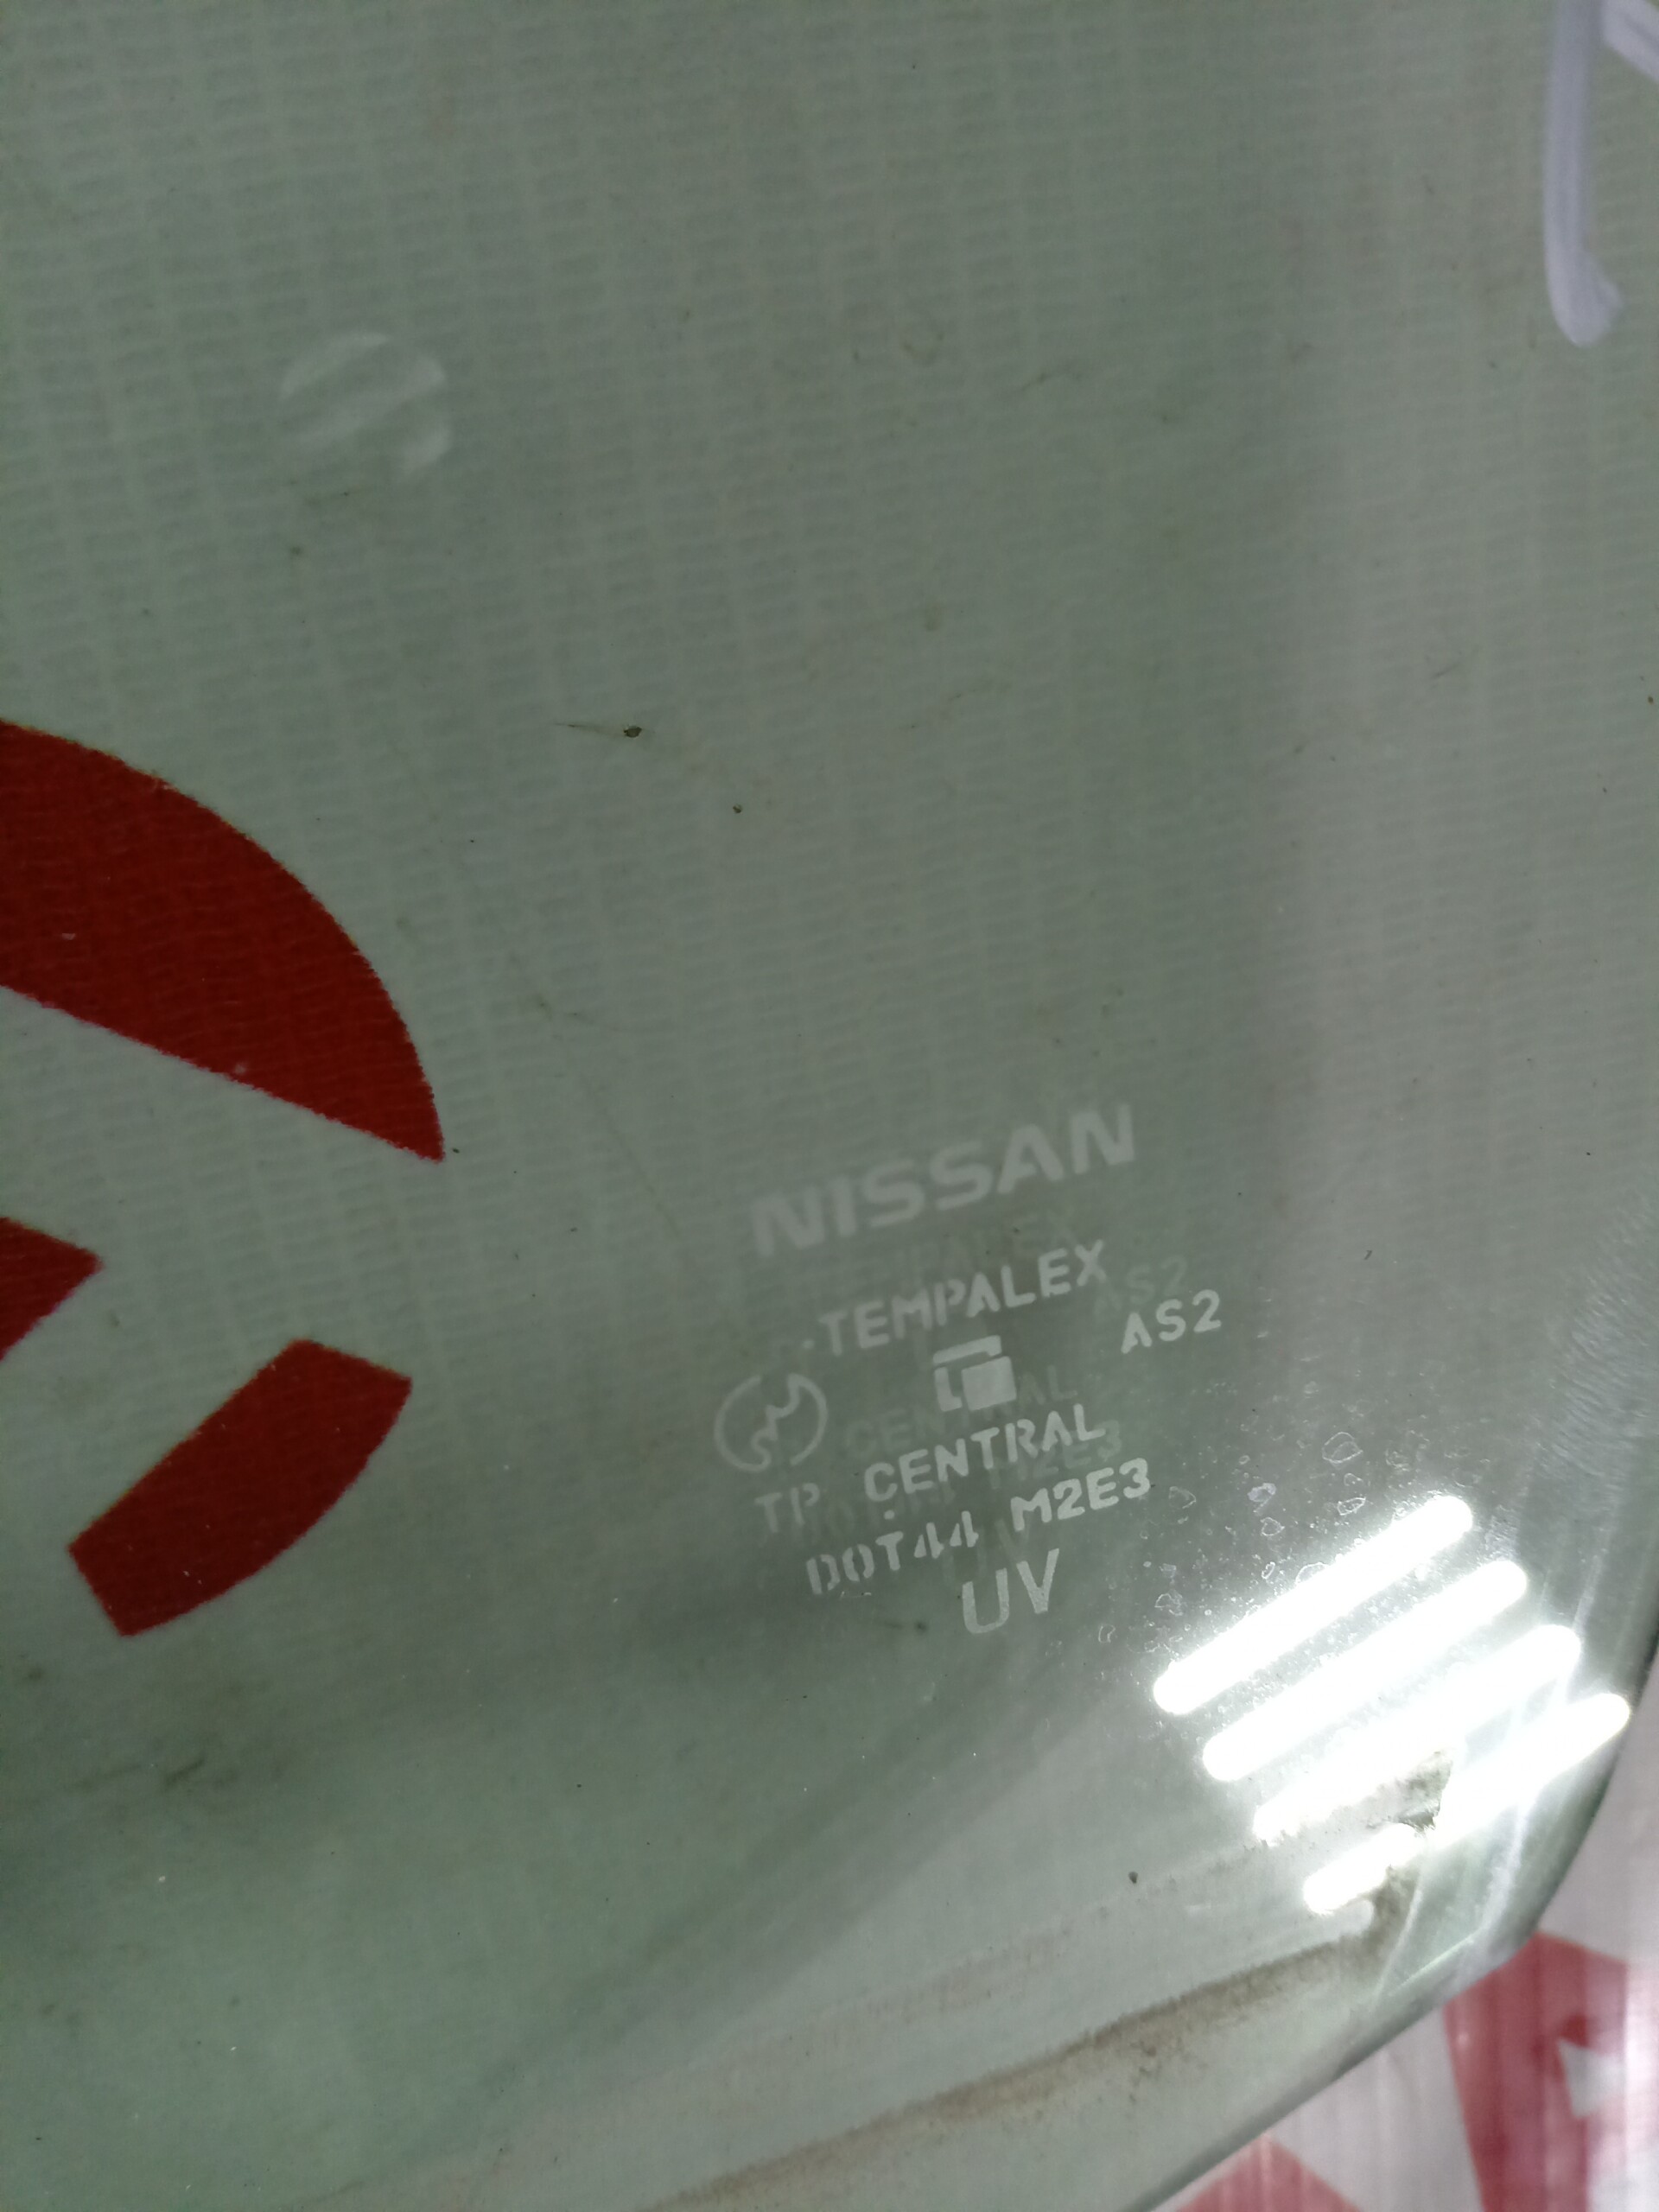 NISSAN
TEMPALEX
AS2
TP CENTRAL
DOT44 M2E3
UV